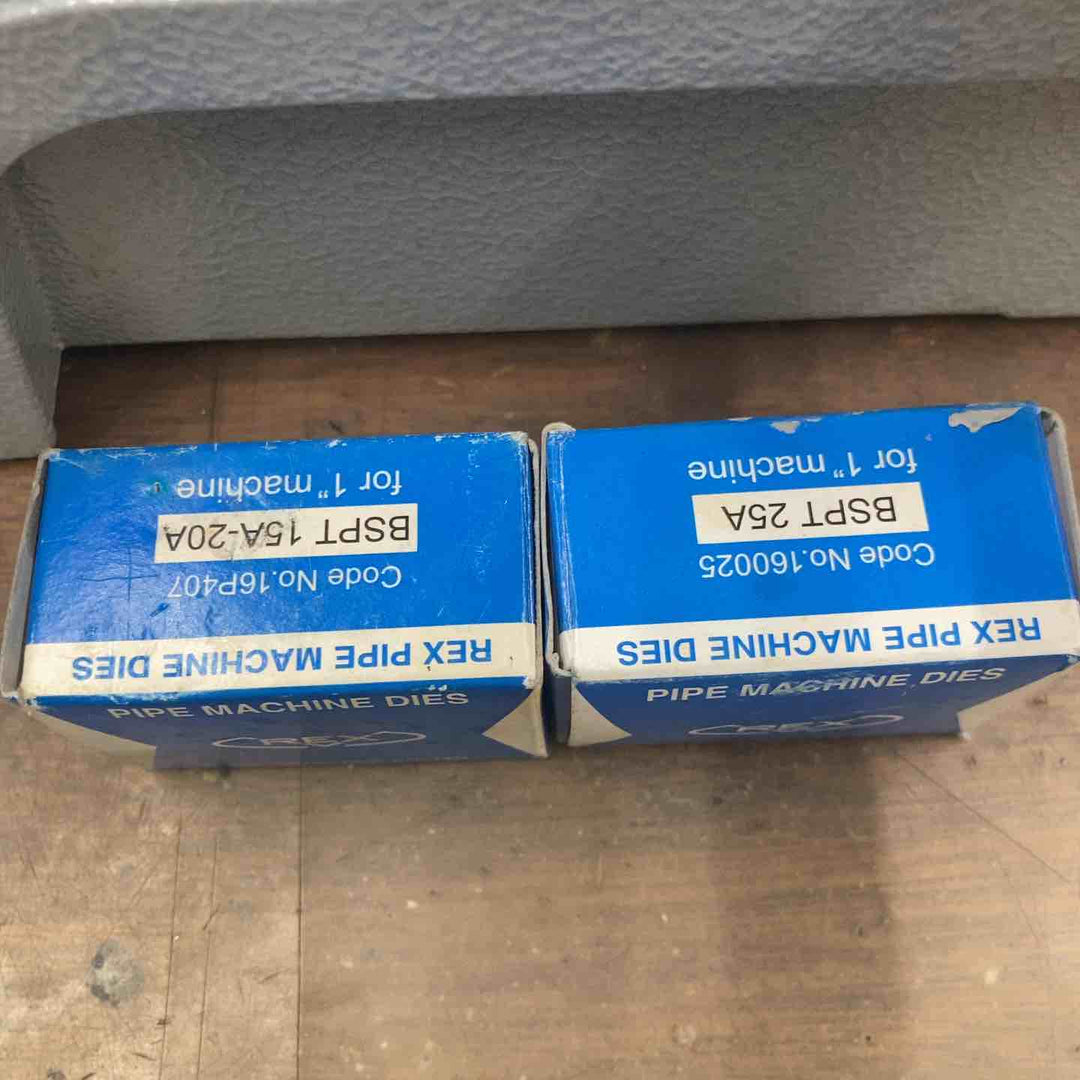 REX PIPE MACHINE DIES
Code No.16P407
BSPT 15A-20A
for 1" machine
PIPE MACHINE DIES
REX
REX PIPE MACHINE DIES
Code No.160025
BSPT 25A
for 1" machine
PIPE MACHINE DIES
REX